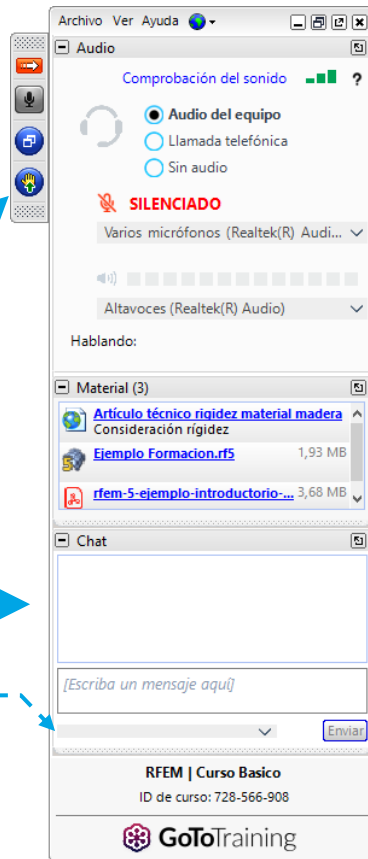 Archivo Ver Ayuda
Audio
Comprobación del sonido ?
Audio del equipo
Llamada telefónica
Sin audio
SILENCIADO
Varios micrófonos (Realtek(R) Audi...
Altavoces (Realtek(R) Audio)
Hablando:
Material (3)
Artículo técnico rigidez material madera
Consideración rígidez
Ejemplo Formacion.rf5 1,93 MB
rfem-5-ejemplo-introductorio-... 3,68 MB
Chat
[Escriba un mensaje aquí]
Enviar
RFEM | Curso Basico
ID de curso: 728-566-908
GoToTraining